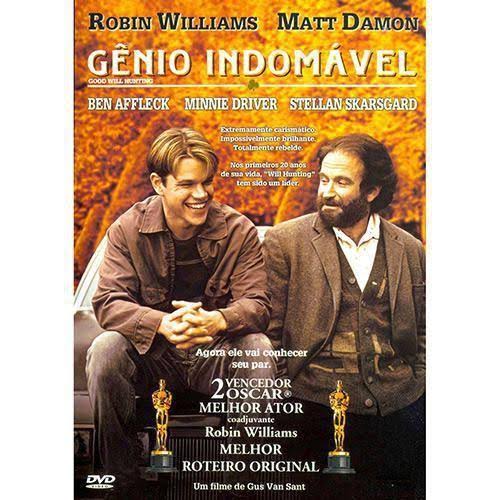 ROBIN WILLIAMS MATT DAMON
GÊNIO INDOMÁVEL
GOOD WILL HUNTING
BEN AFFLECK MINNIE DRIVER STELLAN SKARSGARD
Extremamente carismático.
Impossivelmente brilhante.
Totalmente rebelde.
Nos primeiros 20 anos
de sua vida, "Will Hunting"
tem sido um líder.
Agora ele vai conhecer
seu par.
2 VENCEDOR
OSCAR®
MELHOR ATOR
coadjuvante
Robin Williams
MELHOR
ROTEIRO ORIGINAL
DVD
VIDEO
Um filme de Gus Van Sant